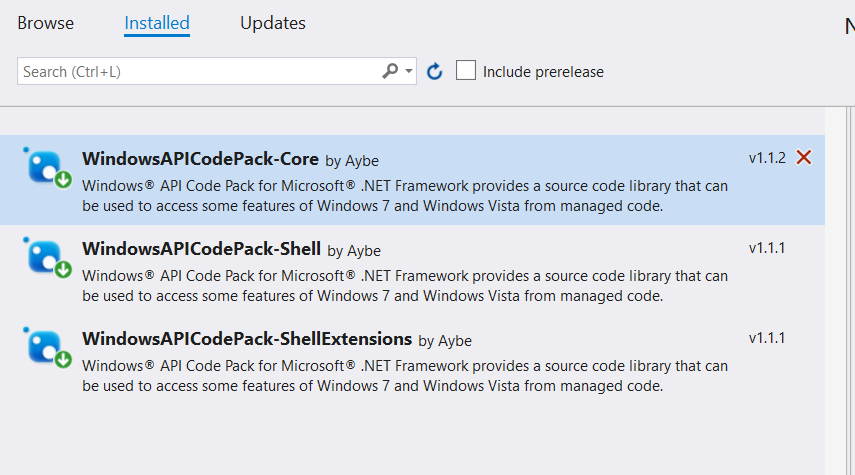 Browse Installed Updates N
Search (Ctrl+L) Include prerelease
WindowsAPICodePack-Core by Aybe v1.1.2
Windows® API Code Pack for Microsoft® .NET Framework provides a source code library that can
be used to access some features of Windows 7 and Windows Vista from managed code.
WindowsAPICodePack-Shell by Aybe v1.1.1
Windows® API Code Pack for Microsoft® .NET Framework provides a source code library that can
be used to access some features of Windows 7 and Windows Vista from managed code.
WindowsAPICodePack-ShellExtensions by Aybe v1.1.1
Windows® API Code Pack for Microsoft® .NET Framework provides a source code library that can
be used to access some features of Windows 7 and Windows Vista from managed code.